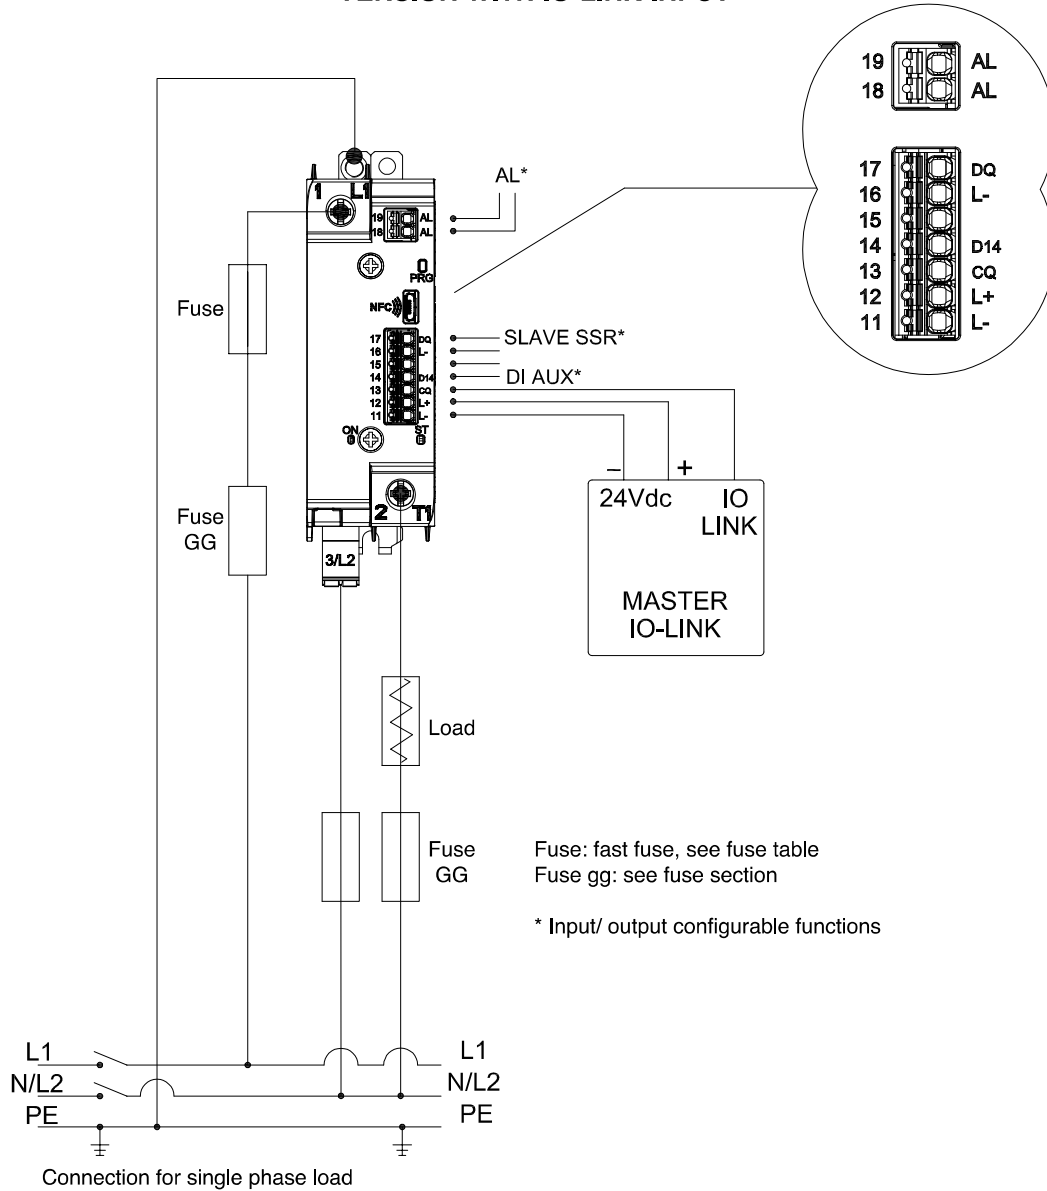 VERSION WITH IO-LINK INPUT
19 AL
18 AL
17 DQ
16 L-
15
14 D14
13 CQ
12 L+
11 L-
AL*
1 L1
19 AL
18 AL
PRG
NFC
17 DQ
16 L-
15
14 D14
13 CQ
12 L+
11 L-
ON ST
2 T1
3/L2
SLAVE SSR*
DI AUX*
Fuse
Fuse
GG
– +
24Vdc IO
LINK
MASTER
IO-LINK
Load
Fuse
GG
Fuse: fast fuse, see fuse table
Fuse gg: see fuse section
* Input/ output configurable functions
L1 L1
N/L2 N/L2
PE PE
Connection for single phase load